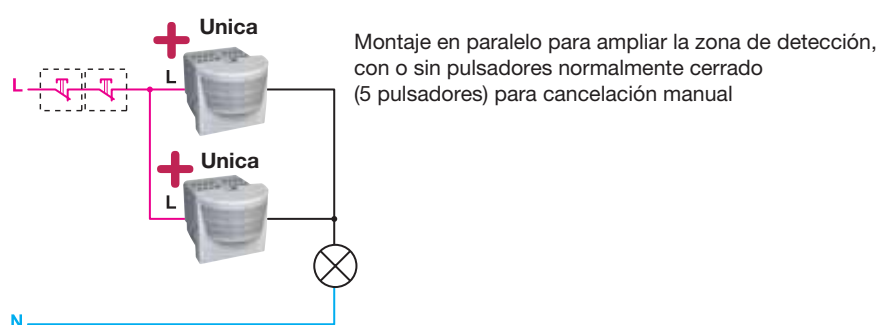 Unica
L
L
Unica
L
N
Montaje en paralelo para ampliar la zona de detección,
con o sin pulsadores normalmente cerrado
(5 pulsadores) para cancelación manual